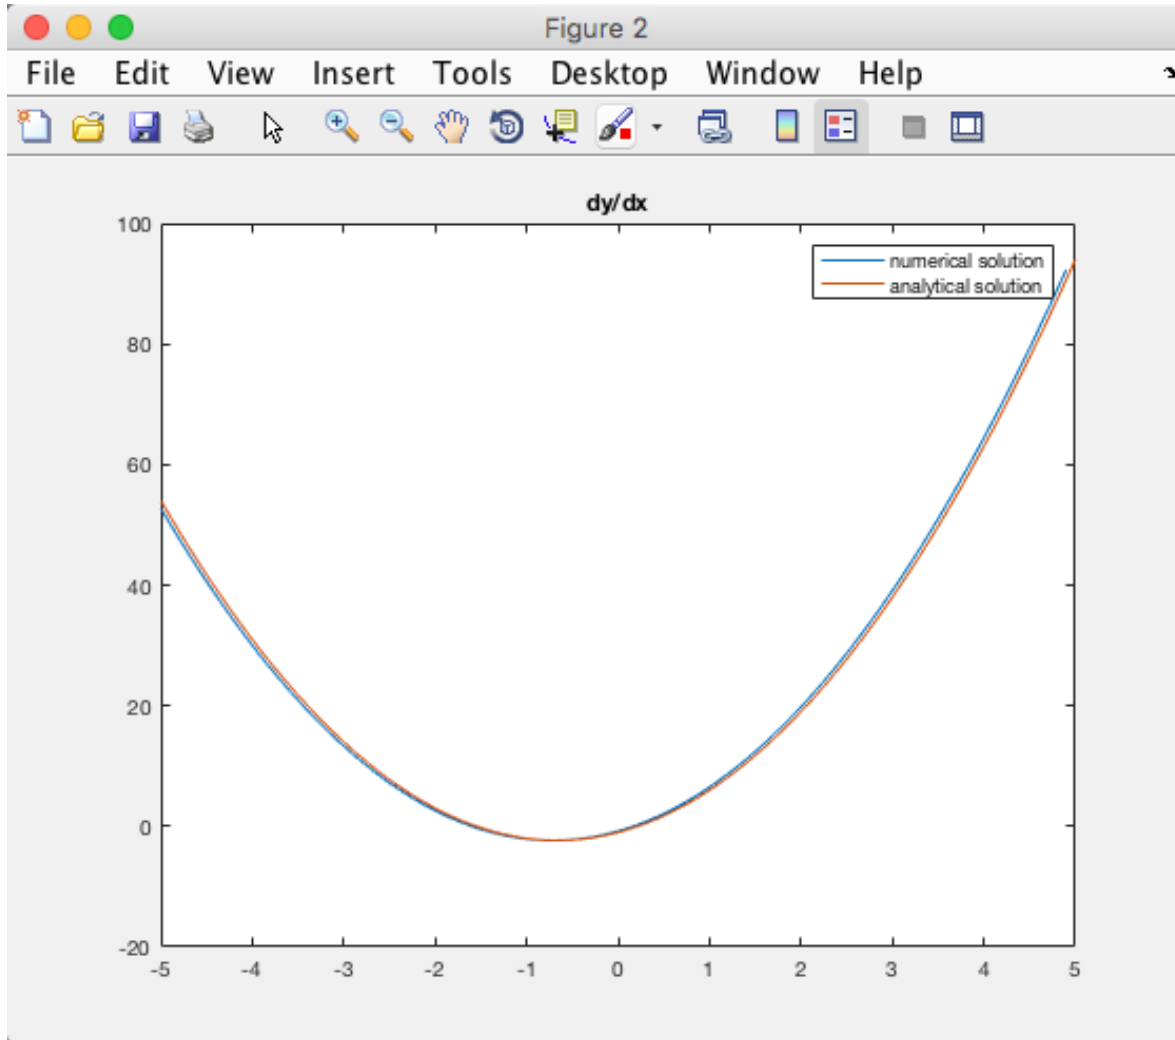 Figure 2
File Edit View Insert Tools Desktop Window Help
dy/dx
100
80
60
40
20
0
-20
numerical solution
analytical solution
-5 -4 -3 -2 -1 0 1 2 3 4 5